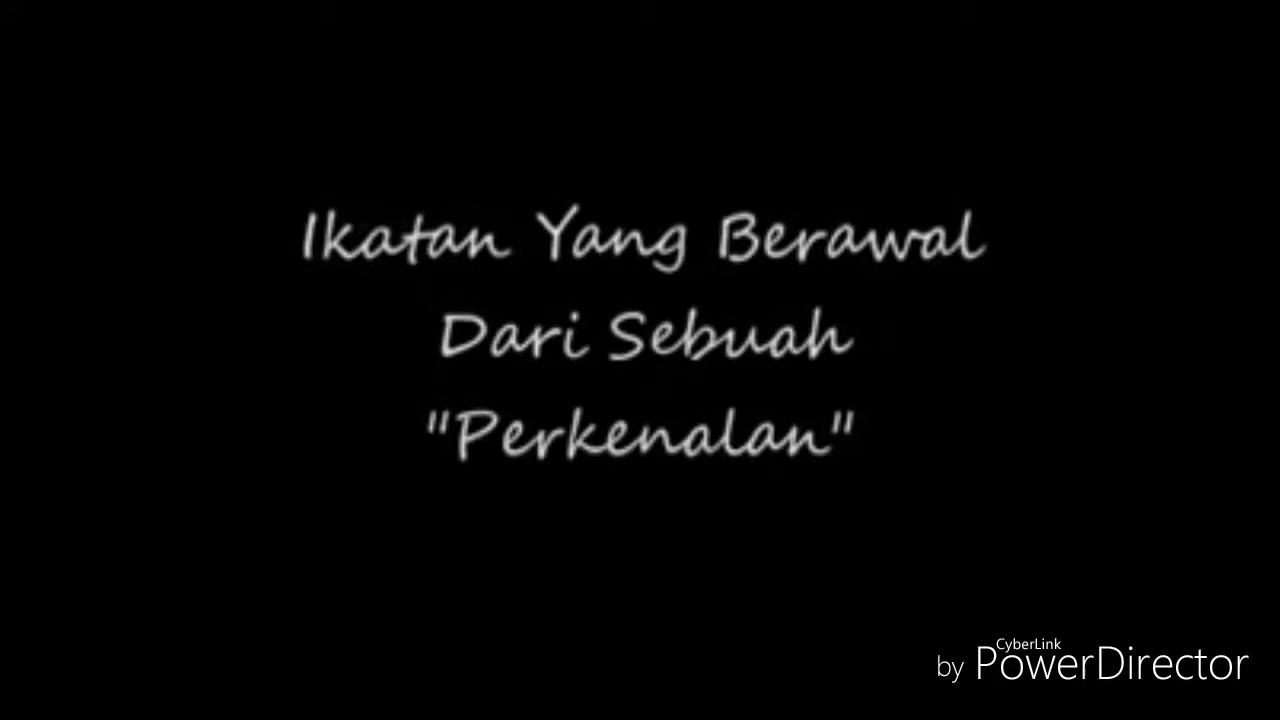 Ikatan Yang Berawal
Dari Sebuah
"Perkenalan"
CyberLink
by PowerDirector